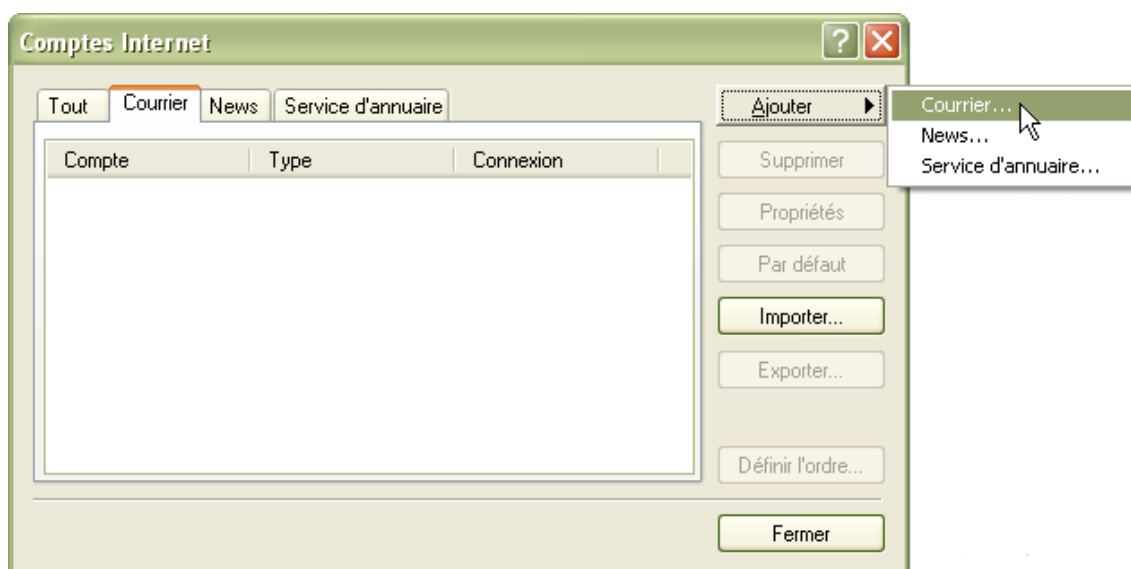 Comptes Internet
Tout Courrier News Service d'annuaire
Ajouter
Courrier...
News...
Service d'annuaire...
Compte Type Connexion
Supprimer
Propriétés
Par défaut
Importer...
Exporter...
Définir l'ordre...
Fermer